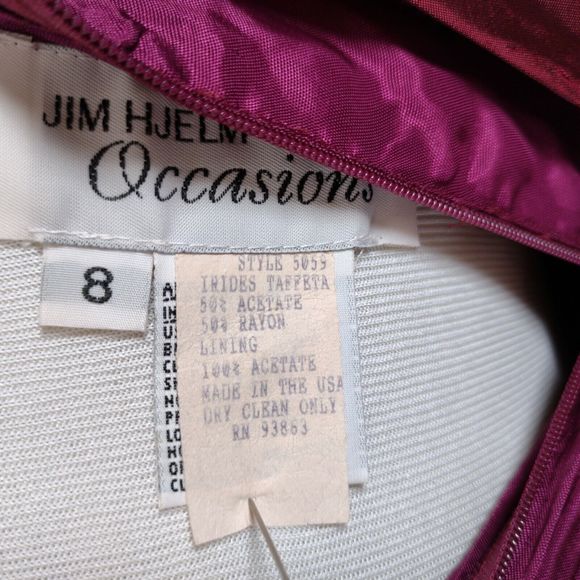 JIM HJELM
Occasions
8
STYLE 5059
IRIDES TAFFETA
50% ACETATE
50% RAYON
LINING
100% ACETATE
MADE IN THE USA
DRY CLEAN ONLY
RN 93863